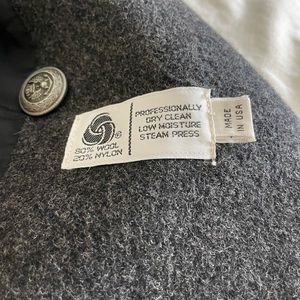 PROFESSIONALLY
DRY CLEAN
LOW MOISTURE
STEAM PRESS
®
80% WOOL
20% NYLON
MADE
IN USA